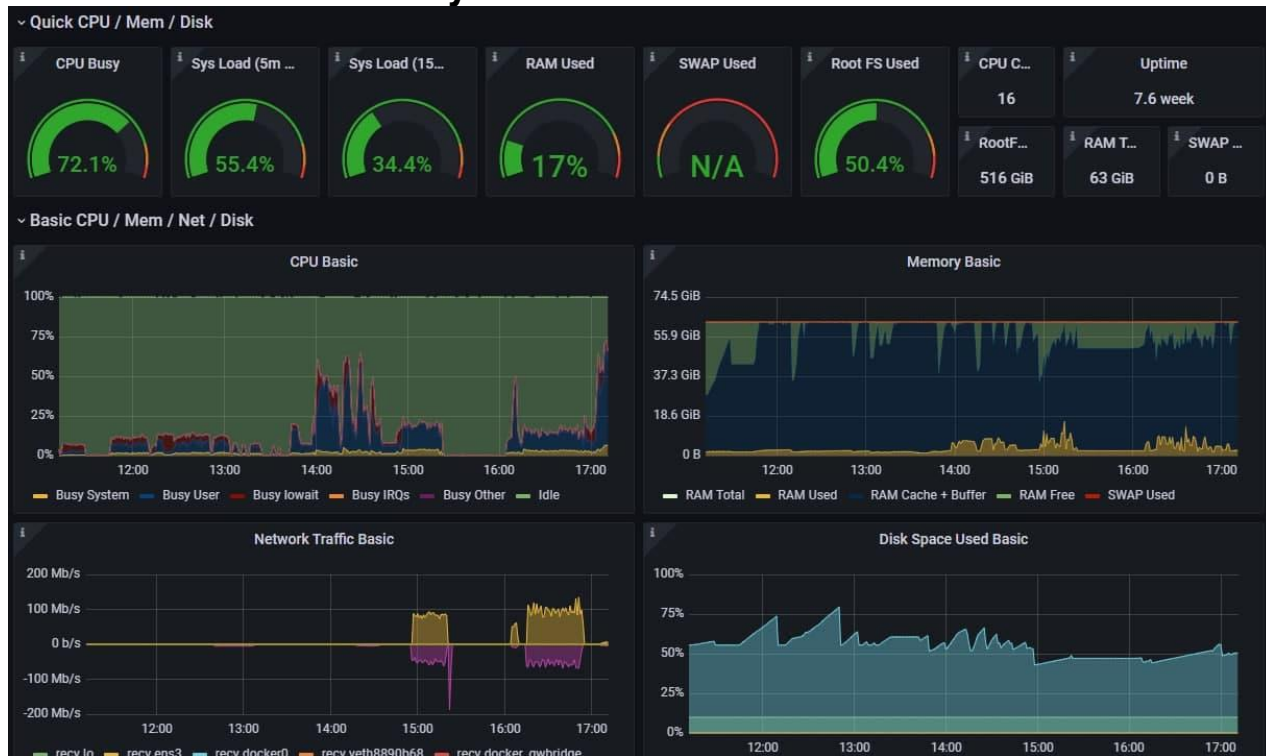 y
Quick CPU / Mem / Disk
CPU Busy
Sys Load (5m ...
Sys Load (15...
RAM Used
SWAP Used
Root FS Used
CPU C...
Uptime
72.1%
55.4%
34.4%
17%
N/A
50.4%
16
7.6 week
RootF...
RAM T...
SWAP ...
516 GiB
63 GiB
0 B
Basic CPU / Mem / Net / Disk
CPU Basic
100%
75%
50%
25%
0%
12:00 13:00 14:00 15:00 16:00 17:00
Busy System Busy User Busy Iowait Busy IRQs Busy Other Idle
Memory Basic
74.5 GiB
55.9 GiB
37.3 GiB
18.6 GiB
0 B
12:00 13:00 14:00 15:00 16:00 17:00
RAM Total RAM Used RAM Cache + Buffer RAM Free SWAP Used
Network Traffic Basic
200 Mb/s
100 Mb/s
0 b/s
-100 Mb/s
-200 Mb/s
12:00 13:00 14:00 15:00 16:00 17:00
recv lo recv ens3 recv docker0 recv veth8890b68 recv docker_gwbridge
Disk Space Used Basic
100%
75%
50%
25%
0%
12:00 13:00 14:00 15:00 16:00 17:00